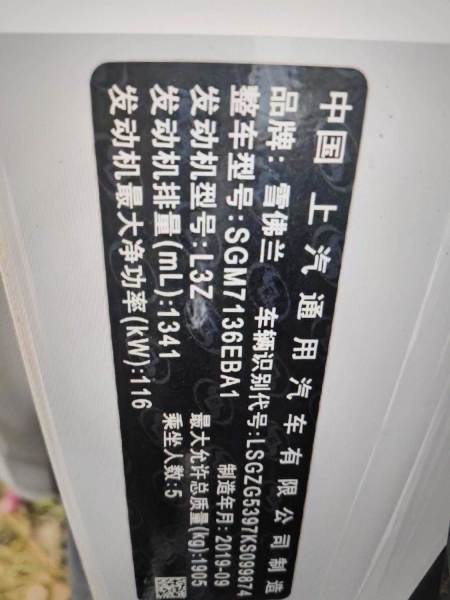 中国 上汽通用汽车有限公司制造
品牌:雪佛兰 车辆识别代号:LSGZG5397KS099874
整车型号:SGM7136EBA1 制造年月:2019-09
发动机型号:L3Z 最大允许总质量(kg):1905
发动机排量(mL):1341 乘坐人数:5
发动机最大净功率(kW):116